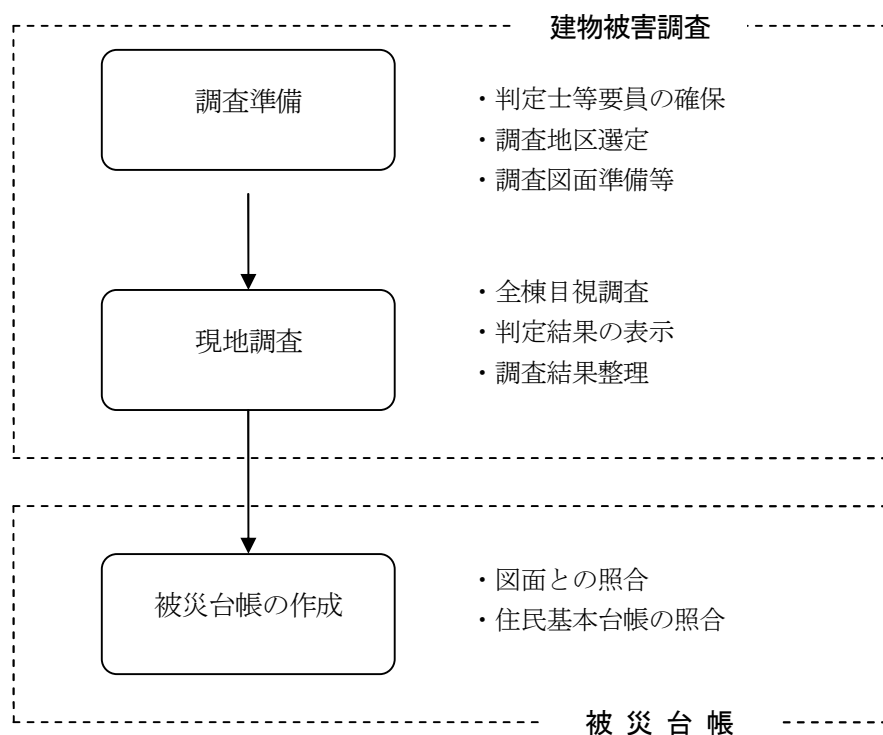 建物被害調査
調査準備
・判定士等要員の確保
・調査地区選定
・調査図面準備等
現地調査
・全棟目視調査
・判定結果の表示
・調査結果整理
被災台帳の作成
・図面との照合
・住民基本台帳の照合
被 災 台 帳